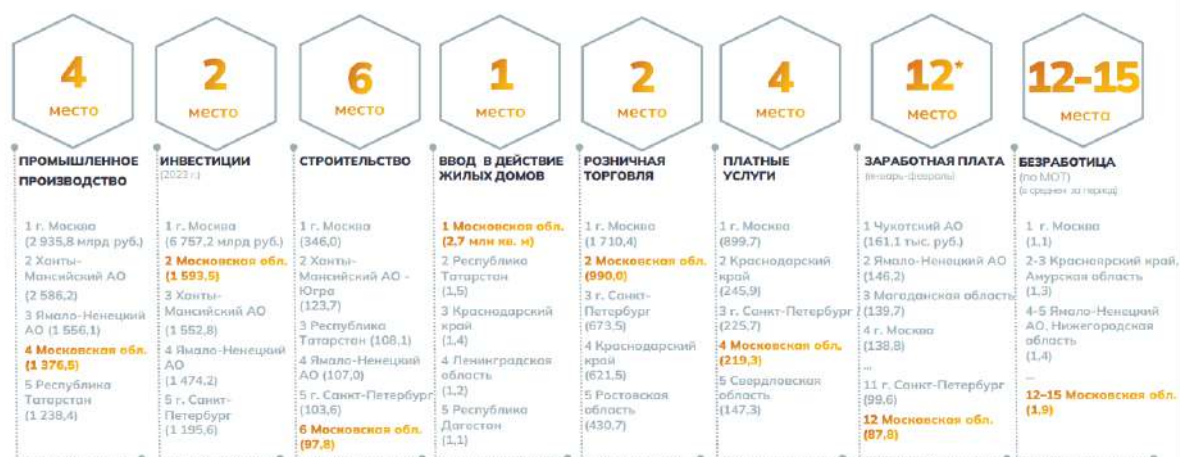 4
место
2
место
6
место
1
место
2
место
4
место
12*
место
12–15
места
ПРОМЫШЛЕННОЕ
ПРОИЗВОДСТВО
1 г. Москва
(2 935,8 млрд руб.)
2 Ханты-
Мансийский АО
(2 586,2)
3 Ямало-Ненецкий
АО (1 556,1)
4 Московская обл.
(1 376,5)
5 Республика
Татарстан
(1 238,4)
ИНВЕСТИЦИИ
(2023 г.)
1 г. Москва
(6 757,2 млрд руб.)
2 Московская обл.
(1 593,5)
3 Ханты-
Мансийский АО
(1 552,8)
4 Ямало-Ненецкий
АО
(1 474,2)
5 г. Санкт-
Петербург
(1 195,6)
СТРОИТЕЛЬСТВО
1 г. Москва
(346,0)
2 Ханты-
Мансийский АО -
Югра
(123,7)
3 Республика
Татарстан (108,1)
4 Ямало-Ненецкий
АО (107,0)
5 г. Санкт-Петербург
(103,6)
6 Московская обл.
(97,8)
ВВОД В ДЕЙСТВИЕ
ЖИЛЫХ ДОМОВ
1 Московская обл.
(2,7 млн кв. м)
2 Республика
Татарстан
(1,5)
3 Краснодарский
край
(1,4)
4 Ленинградская
область
(1,2)
5 Республика
Дагестан
(1,1)
РОЗНИЧНАЯ
ТОРГОВЛЯ
1 г. Москва
(1 710,4)
2 Московская обл.
(990,0)
3 г. Санкт-
Петербург
(673,5)
4 Краснодарский
край
(621,5)
5 Ростовская
область
(430,7)
ПЛАТНЫЕ
УСЛУГИ
1 г. Москва
(899,7)
2 Краснодарский
край
(245,9)
3 г. Санкт-Петербург
(225,7)
4 Московская обл.
(219,3)
5 Свердловская
область
(147,3)
ЗАРАБОТНАЯ ПЛАТА
(январь-февраль)
1 Чукотский АО
(161,1 тыс. руб.)
2 Ямало-Ненецкий АО
(146,2)
3 Магаданская область
(139,7)
4 г. Москва
(138,8)
...
11 г. Санкт-Петербург
(99,6)
12 Московская обл.
(87,8)
БЕЗРАБОТИЦА
(по МОТ)
(в среднем за период)
1 г. Москва
(1,1)
2-3 Красноярский край,
Амурская область
(1,3)
4-5 Ямало-Ненецкий
АО, Нижегородская
область
(1,4)
...
12–15 Московская обл.
(1,9)